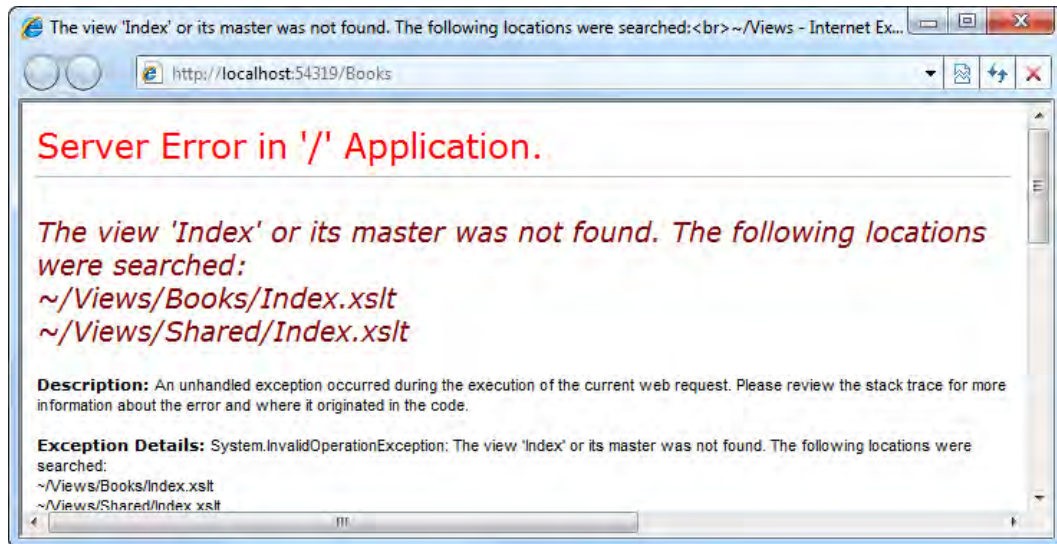 The view 'Index' or its master was not found. The following locations were searched:<br>~/Views - Internet Ex...
http://localhost:54319/Books
Server Error in '/' Application.
The view 'Index' or its master was not found. The following locations
were searched:
~/Views/Books/Index.xslt
~/Views/Shared/Index.xslt
Description: An unhandled exception occurred during the execution of the current web request. Please review the stack trace for more
information about the error and where it originated in the code.
Exception Details: System.InvalidOperationException: The view 'Index' or its master was not found. The following locations were
searched:
~/Views/Books/Index.xslt
~/Views/Shared/Index.xslt